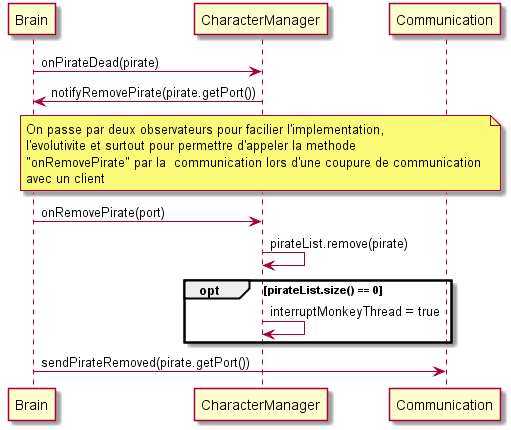 Brain
CharacterManager
Communication
onPirateDead(pirate)
notifyRemovePirate(pirate.getPort())
On passe par deux observateurs pour facilier l'implementation,
l'evolutivite et surtout pour permettre d'appeler la methode
"onRemovePirate" par la communication lors d'une coupure de communication
avec un client
onRemovePirate(port)
pirateList.remove(pirate)
opt
[pirateList.size() == 0]
interruptMonkeyThread = true
sendPirateRemoved(pirate.getPort())
Brain
CharacterManager
Communication